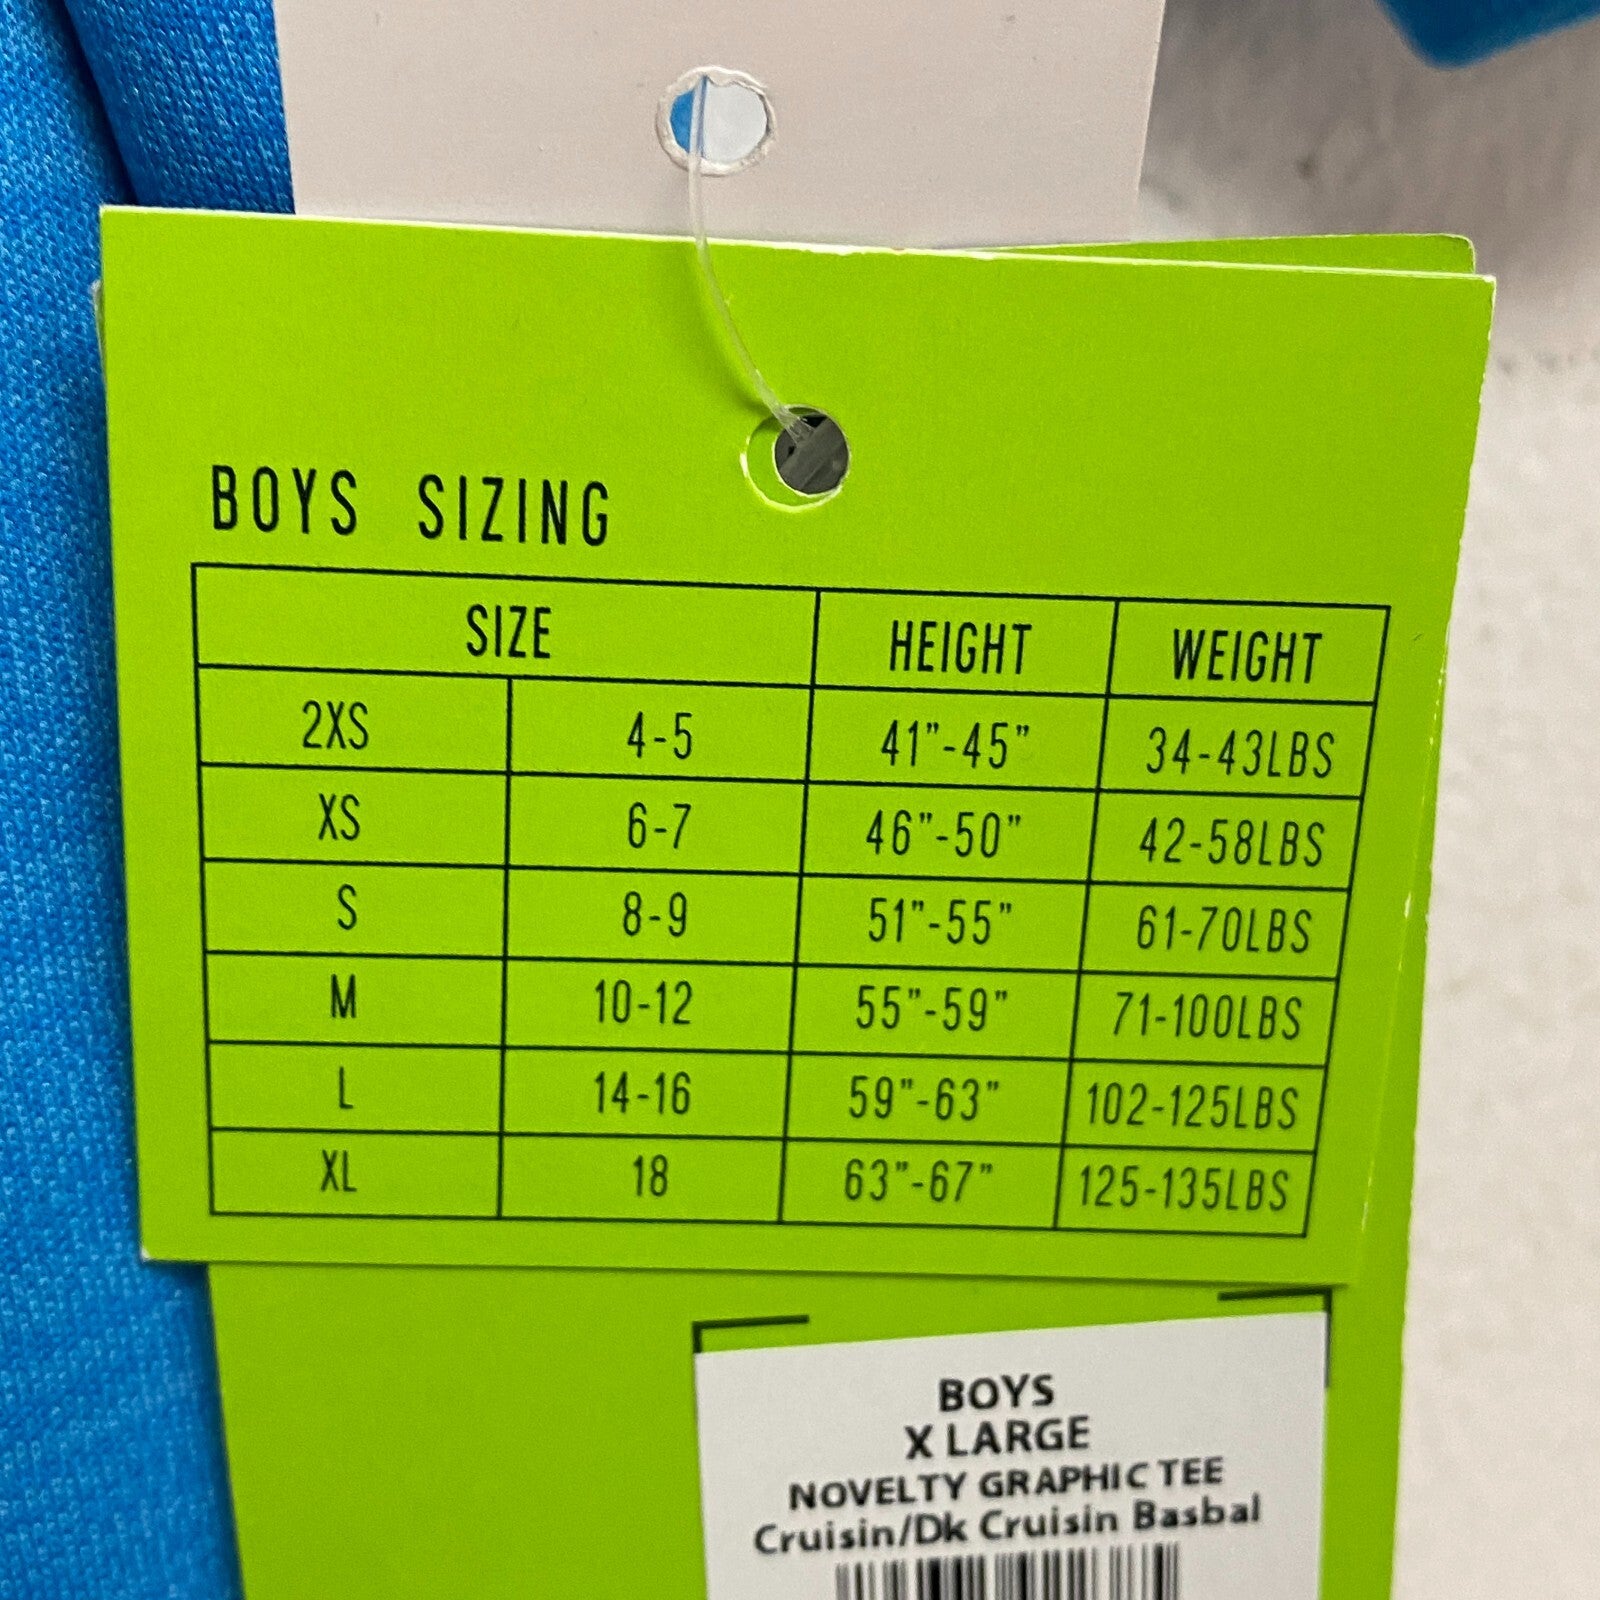 BOYS SIZING
SIZE HEIGHT WEIGHT
2XS 4-5 41"-45" 34-43LBS
XS 6-7 46"-50" 42-58LBS
S 8-9 51"-55" 61-70LBS
M 10-12 55"-59" 71-100LBS
L 14-16 59"-63" 102-125LBS
XL 18 63"-67" 125-135LBS
BOYS
X LARGE
NOVELTY GRAPHIC TEE
Cruisin/Dk Cruisin Basbal